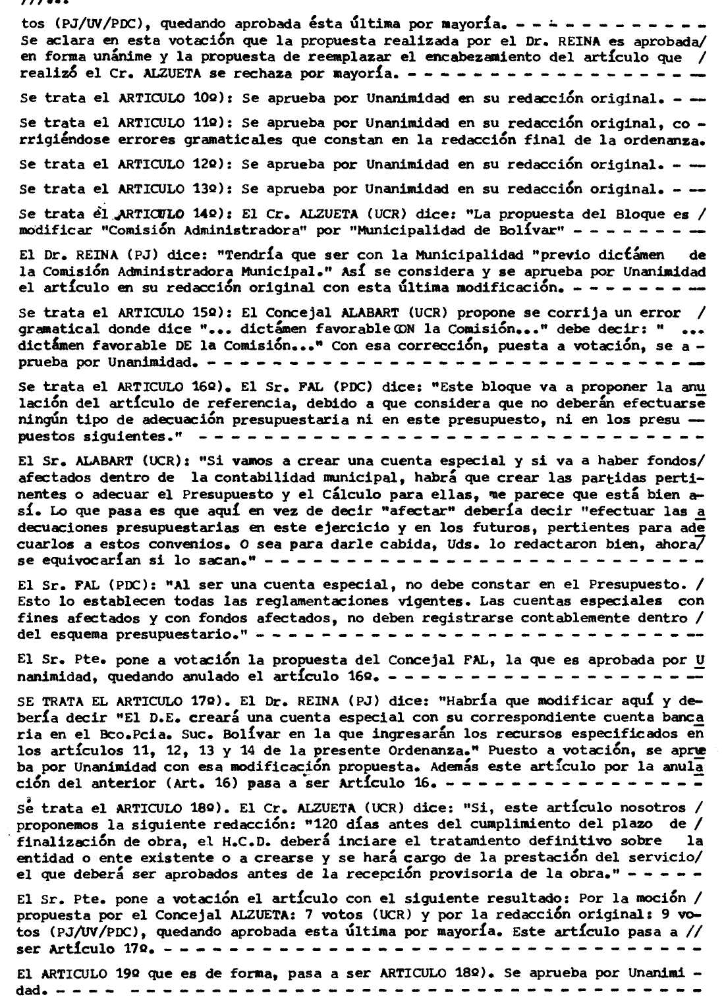 ///...
tos (PJ/UV/PDC), quedando aprobada ésta última por mayoría. - - - - - - - - - - - -
Se aclara en esta votación que la propuesta realizada por el Dr. REINA es aprobada/
en forma unánime y la propuesta de reemplazar el encabezamiento del artículo que /
realizó el Cr. ALZUETA se rechaza por mayoría. - - - - - - - - - - - - - - - - - - -
Se trata el ARTICULO 10º): Se aprueba por Unanimidad en su redacción original. - --
Se trata el ARTICULO 11º): Se aprueba por Unanimidad en su redacción original, co -
rrigiéndose errores gramaticales que constan en la redacción final de la ordenanza.
Se trata el ARTICULO 12º): Se aprueba por Unanimidad en su redacción original. - --
Se trata el ARTICULO 13º): Se aprueba por Unanimidad en su redacción original. - --
Se trata el ARTICULO 14º): El Cr. ALZUETA (UCR) dice: "La propuesta del Bloque es /
modificar "Comisión Administradora" por "Municipalidad de Bolívar" - - - - - - - - -
El Dr. REINA (PJ) dice: "Tendría que ser con la Municipalidad "previo dictámen de
la Comisión Administradora Municipal." Así se considera y se aprueba por Unanimidad
el artículo en su redacción original con esta última modificación. - - - - - - - - -
Se trata el ARTICULO 15º): El Concejal ALABART (UCR) propone se corrija un error /
gramatical donde dice "... dictámen favorable CON la Comisión..." debe decir: " ...
dictámen favorable DE la Comisión..." Con esa corrección, puesta a votación, se a -
prueba por Unanimidad. - - - - - - - - - - - - - - - - - - - - - - - - - - - - - - -
Se trata el ARTICULO 16º). El Sr. FAL (PDC) dice: "Este bloque va a proponer la anu
lación del artículo de referencia, debido a que considera que no deberán efectuarse
ningún tipo de adecuación presupuestaria ni en este presupuesto, ni en los presu --
puestos siguientes." - - - - - - - - - - - - - - - - - - - - - - - - - - - - - - -
El Sr. ALABART (UCR): "Si vamos a crear una cuenta especial y si va a haber fondos/
afectados dentro de la contabilidad municipal, habrá que crear las partidas perti-
nentes o adecuar el Presupuesto y el Cálculo para ellas, me parece que está bien a-
sí. Lo que pasa es que aquí en vez de decir "afectar" debería decir "efectuar las a
decuaciones presupuestarias en este ejercicio y en los futuros, pertientes para ade
cuarlos a estos convenios. O sea para darle cabida, Uds. lo redactaron bien, ahora/
se equivocarían si lo sacan." - - - - - - - - - - - - - - - - - - - - - - - - - - -
El Sr. FAL (PDC): "Al ser una cuenta especial, no debe constar en el Presupuesto. /
Esto lo establecen todas las reglamentaciones vigentes. Las cuentas especiales con
fines afectados y con fondos afectados, no deben registrarse contablemente dentro /
del esquema presupuestario." - - - - - - - - - - - - - - - - - - - - - - - - - - - --
El Sr. Pte. pone a votación la propuesta del Concejal FAL, la que es aprobada por U
nanimidad, quedando anulado el artículo 16º. - - - - - - - - - - - - - - - - - - - --
SE TRATA EL ARTICULO 17º). El Dr. REINA (PJ) dice: "Habría que modificar aquí y de-
bería decir "El D.E. creará una cuenta especial con su correspondiente cuenta banca
ria en el Bco.Pcia. Suc. Bolívar en la que ingresarán los recursos especificados en
los artículos 11, 12, 13 y 14 de la presente Ordenanza." Puesto a votación, se aprue
ba por Unanimidad con esa modificación propuesta. Además este artículo por la anula
ción del anterior (Art. 16) pasa a ser Artículo 16. - - - - - - - - - - - - - - - -
Se trata el ARTICULO 18º). El Cr. ALZUETA (UCR) dice: "Si, este artículo nosotros /
proponemos la siguiente redacción: "120 días antes del cumplimiento del plazo de /
finalización de obra, el H.C.D. deberá inciare el tratamiento definitivo sobre la
entidad o ente existente o a crearse y se hará cargo de la prestación del servicio/
el que deberá ser aprobados antes de la recepción provisoria de la obra." - - - - -
El Sr. Pte. pone a votación el artículo con el siguiente resultado: Por la moción /
propuesta por el Concejal ALZUETA: 7 votos (UCR) y por la redacción original: 9 vo-
tos (PJ/UV/PDC), quedando aprobada esta última por mayoría. Este artículo pasa a //
ser Artículo 17º. - - - - - - - - - - - - - - - - - - - - - - - - - - - - - - - - -
El ARTICULO 19º que es de forma, pasa a ser ARTICULO 18º). Se aprueba por Unanimi -
dad. - - - - - - - - - - - - - - - - - - - - - - - - - - - - - - - - - - - - - - -